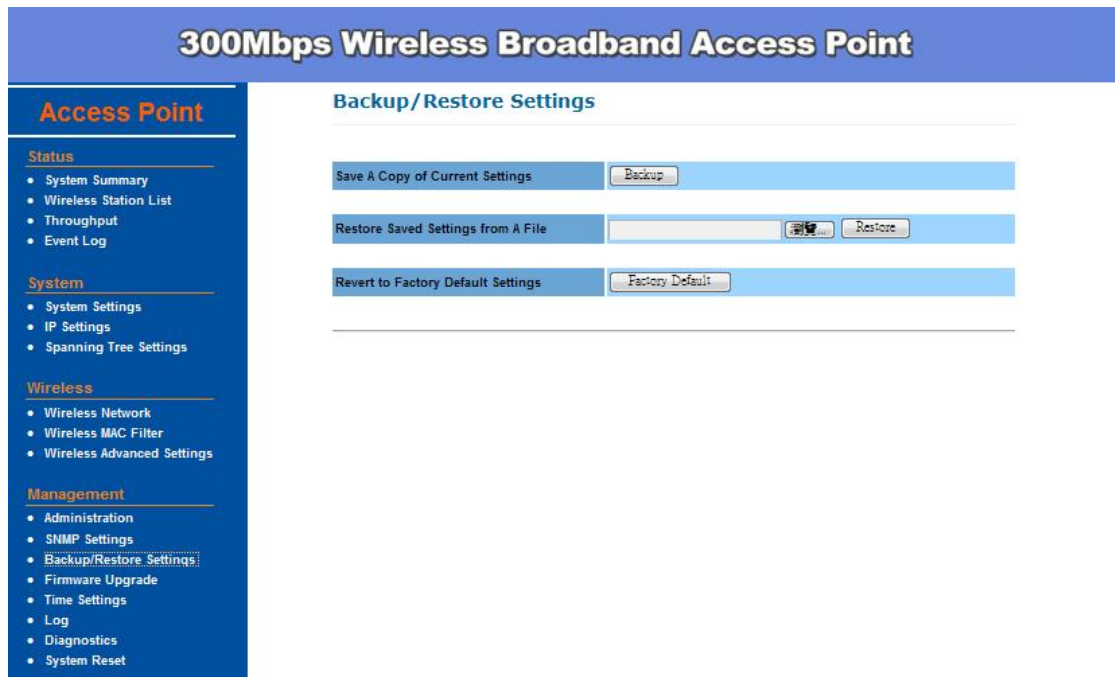 300Mbps Wireless Broadband Access Point
Access Point
Status
System Summary
Wireless Station List
Throughput
Event Log
System
System Settings
IP Settings
Spanning Tree Settings
Wireless
Wireless Network
Wireless MAC Filter
Wireless Advanced Settings
Management
Administration
SNMP Settings
Backup/Restore Settings
Firmware Upgrade
Time Settings
Log
Diagnostics
System Reset
Backup/Restore Settings
Save A Copy of Current Settings Backup
Restore Saved Settings from A File Restore
Revert to Factory Default Settings Factory Default